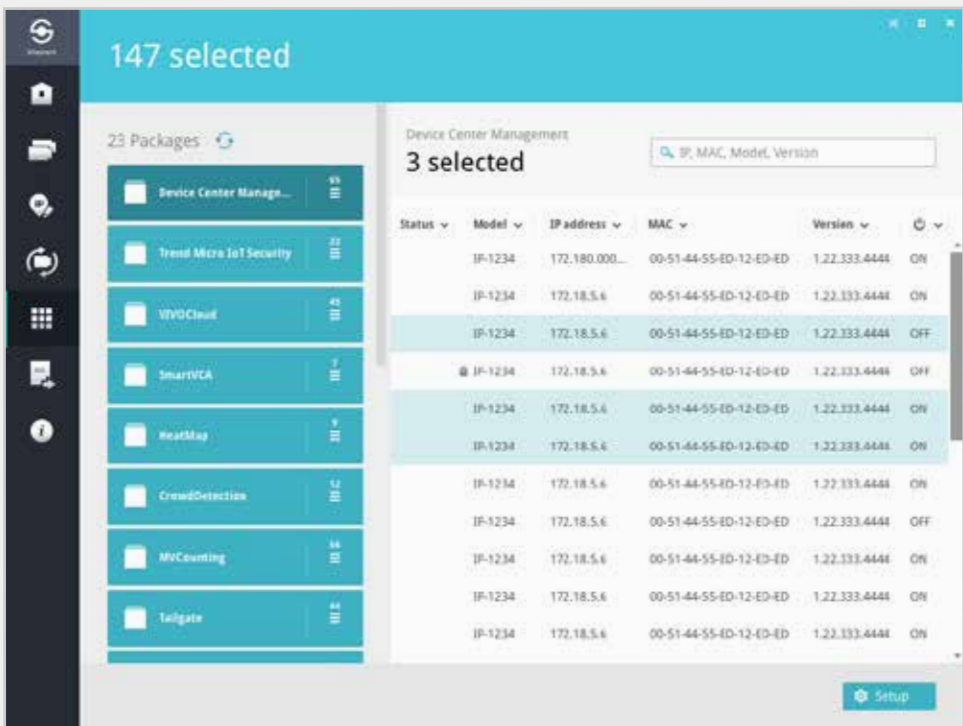 147 selected
23 Packages
Device Center Manage...
Trend Micro IoT Security
VIVOCloud
SmartVCA
HeatMap
CrowdDetection
MVCounting
Tailgate
Device Center Management
3 selected
IP, MAC, Model, Version
Status Model IP address MAC Version
IP-1234 172.180.000... 00-51-44-55-ED-12-ED-ED 1.22.333.4444 ON
IP-1234 172.18.5.6 00-51-44-55-ED-12-ED-ED 1.22.333.4444 ON
IP-1234 172.18.5.6 00-51-44-55-ED-12-ED-ED 1.22.333.4444 OFF
IP-1234 172.18.5.6 00-51-44-55-ED-12-ED-ED 1.22.333.4444 OFF
IP-1234 172.18.5.6 00-51-44-55-ED-12-ED-ED 1.22.333.4444 ON
IP-1234 172.18.5.6 00-51-44-55-ED-12-ED-ED 1.22.333.4444 ON
IP-1234 172.18.5.6 00-51-44-55-ED-12-ED-ED 1.22.333.4444 ON
IP-1234 172.18.5.6 00-51-44-55-ED-12-ED-ED 1.22.333.4444 OFF
IP-1234 172.18.5.6 00-51-44-55-ED-12-ED-ED 1.22.333.4444 ON
IP-1234 172.18.5.6 00-51-44-55-ED-12-ED-ED 1.22.333.4444 ON
IP-1234 172.18.5.6 00-51-44-55-ED-12-ED-ED 1.22.333.4444 ON
Setup